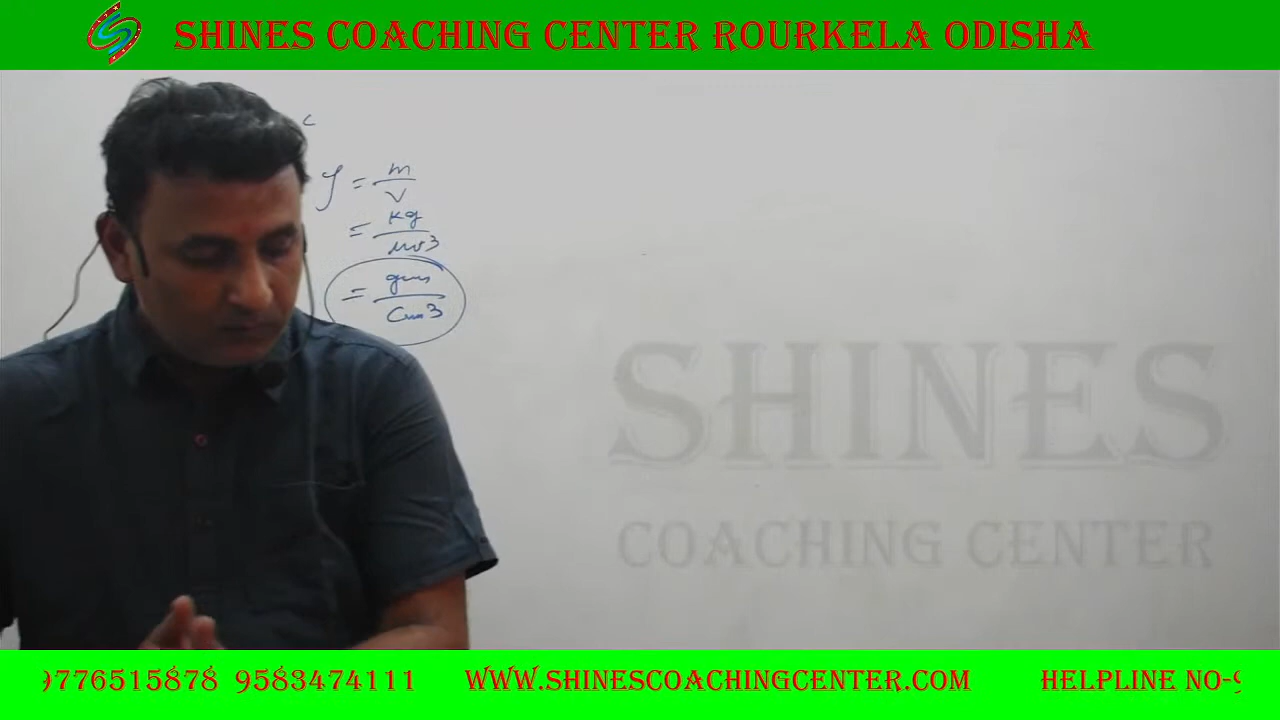 SHINES COACHING CENTER ROURKELA ODISHA
ρ = m/V
= kg/m3
= gm/cm3
SHINES
COACHING CENTER
9776515878 9583474111 WWW.SHINESCOACHINGCENTER.COM HELPLINE NO-9